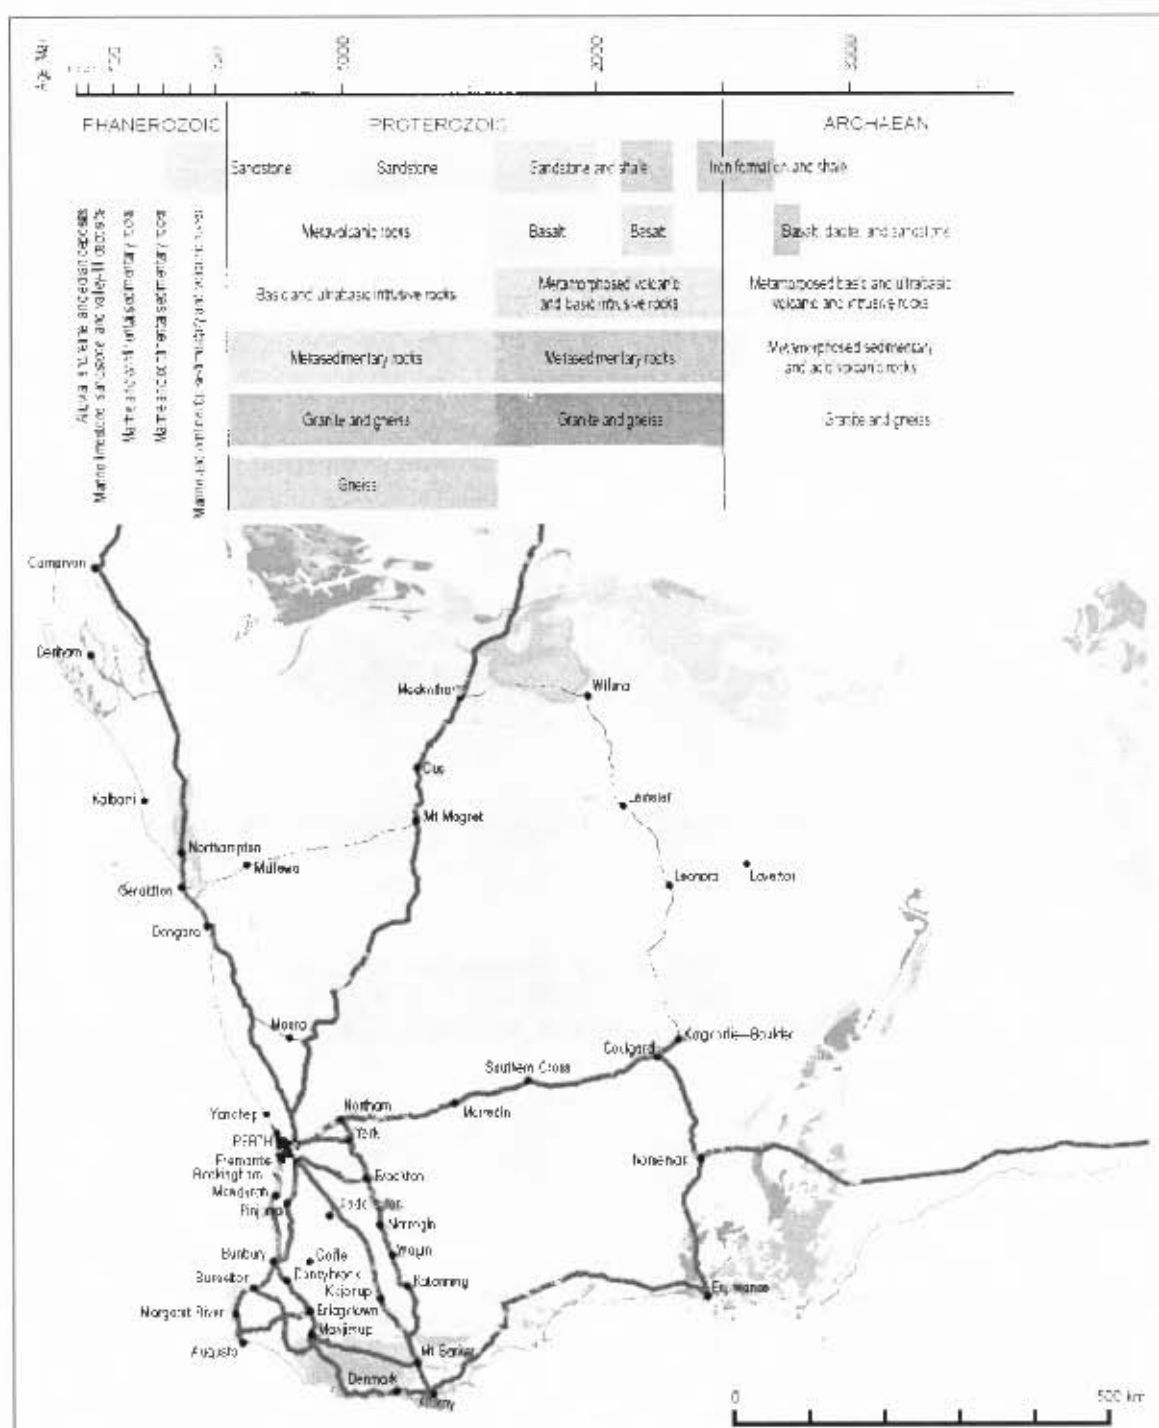 Age
500
1000
2000
3000
PHANEROZOIC
PROTEROZOIC
ARCHAEAN
Sandstone
Sandstone
Sandstone and shale
Iron formation and shale
Metavolcanic rocks
Basalt
Basalt
Basalt, dacite, and sandstone
Basic and ultrabasic intrusive rocks
Metamorphosed volcanic
and basic intrusive rocks
Metamorphosed basic and ultrabasic
volcanic and intrusive rocks
Metasedimentary rocks
Metasedimentary rocks
Metamorphosed sedimentary
and acid volcanic rocks
Granite and gneiss
Granite and gneiss
Granite and gneiss
Gneiss
Carnarvon
Denham
Meekathar
Wiluna
Cue
Kalbarri
Leinster
Mt Magnet
Northampton
Mullewa
Geraldton
Leonora
Laverton
Dongara
Moora
Kalgoorlie–Boulder
Coolgard
Southern Cross
Yanchep
Northam
Merredin
PERTH
York
Fremantle
Rockingham
Norseman
Brookton
Mandurah
Pinjarra
Narrogin
Bunbury
Collie
Wagin
Busselton
Donnybrook
Katanning
Kojonup
Esperance
Margaret River
Bridgetown
Manjimup
Augusta
Mt Barker
Denmark
Albany
0
500 km